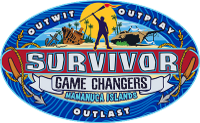 OUTWIT OUTPLAY
SURVIVOR
GAME CHANGERS
MAMANUCA ISLANDS
OUTLAST